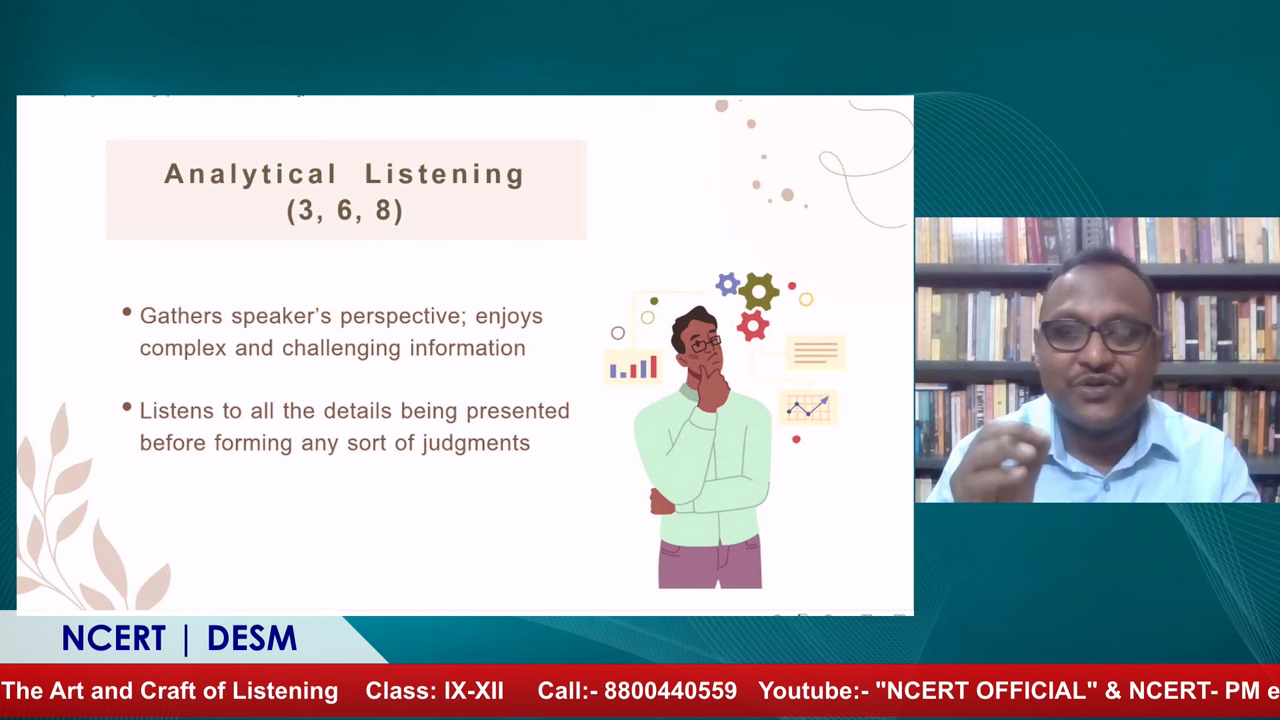 Analytical Listening
(3, 6, 8)
• Gathers speaker's perspective; enjoys
complex and challenging information
• Listens to all the details being presented
before forming any sort of judgments
NCERT | DESM
The Art and Craft of Listening Class: IX-XII Call:- 8800440559 Youtube:- "NCERT OFFICIAL" & NCERT- PM e